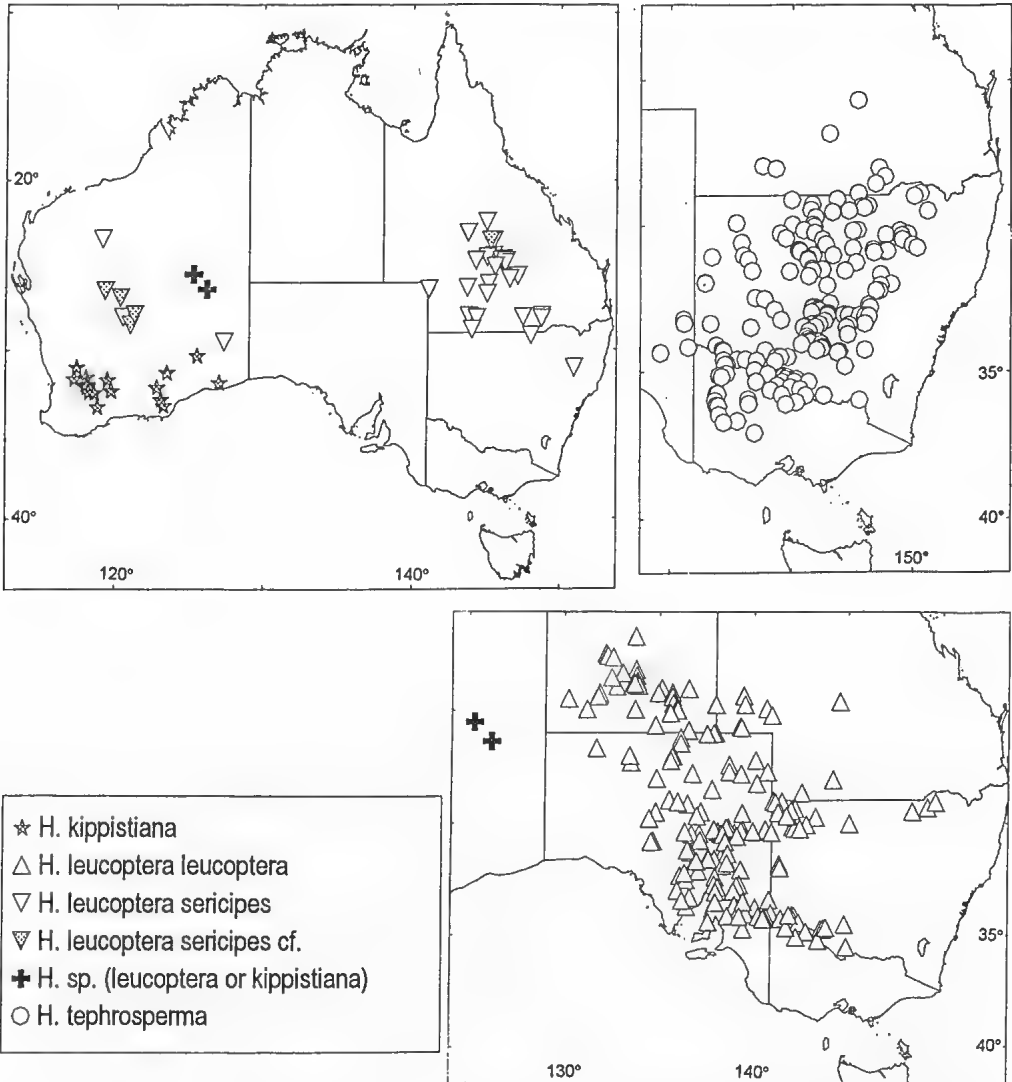 20°
40°
120°
140°
35°
40°
150°
H. kippistiana
H. leucoptera leucoptera
H. leucoptera sericipes
H. leucoptera sericipes cf.
H. sp. (leucoptera or kippistiana)
H. tephrosperma
35°
40°
130°
140°